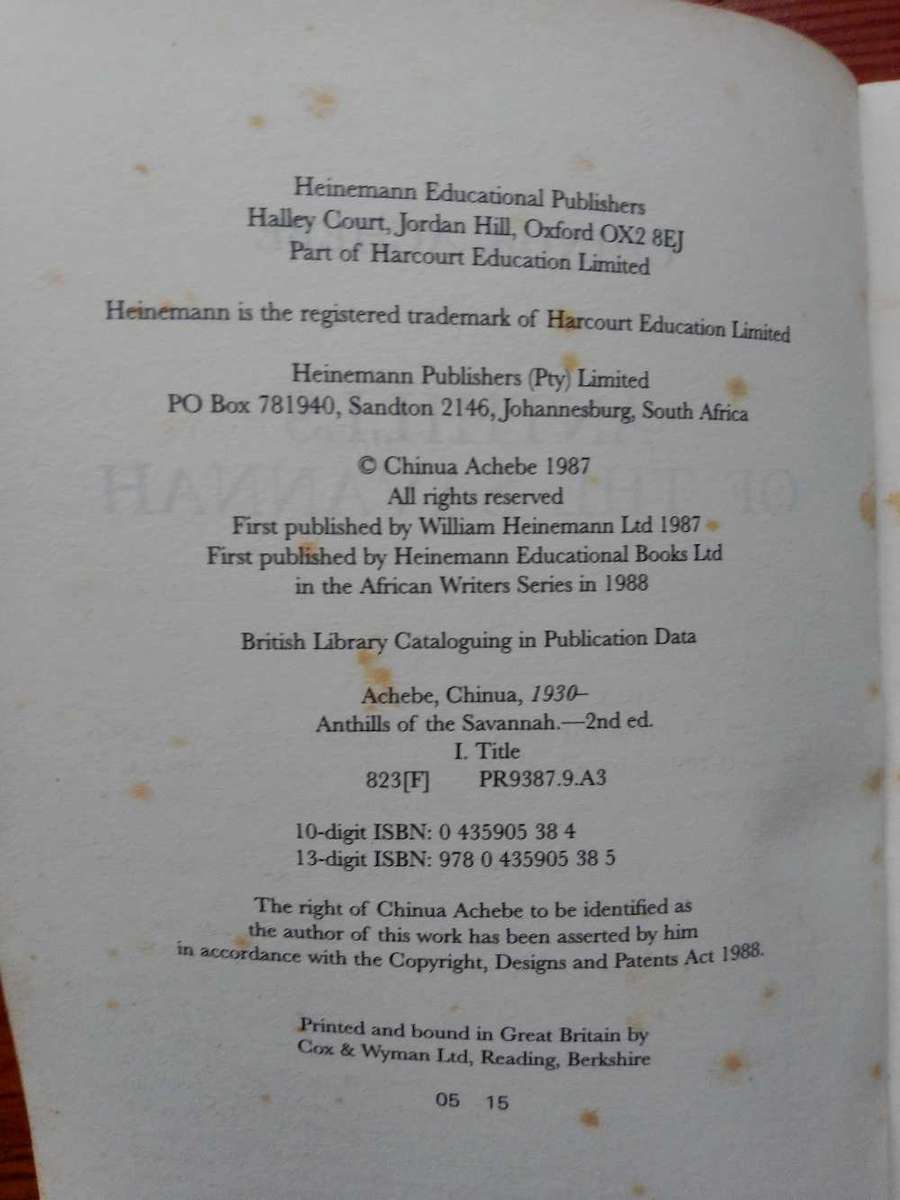 Heinemann Educational Publishers
Halley Court, Jordan Hill, Oxford OX2 8EJ
Part of Harcourt Education Limited
Heinemann is the registered trademark of Harcourt Education Limited
Heinemann Publishers (Pty) Limited
PO Box 781940, Sandton 2146, Johannesburg, South Africa
© Chinua Achebe 1987
All rights reserved
First published by William Heinemann Ltd 1987
First published by Heinemann Educational Books Ltd
in the African Writers Series in 1988
British Library Cataloguing in Publication Data
Achebe, Chinua, 1930–
Anthills of the Savannah.—2nd ed.
I. Title
823[F] PR9387.9.A3
10-digit ISBN: 0 435905 38 4
13-digit ISBN: 978 0 435905 38 5
The right of Chinua Achebe to be identified as
the author of this work has been asserted by him
in accordance with the Copyright, Designs and Patents Act 1988.
Printed and bound in Great Britain by
Cox & Wyman Ltd, Reading, Berkshire
05 15